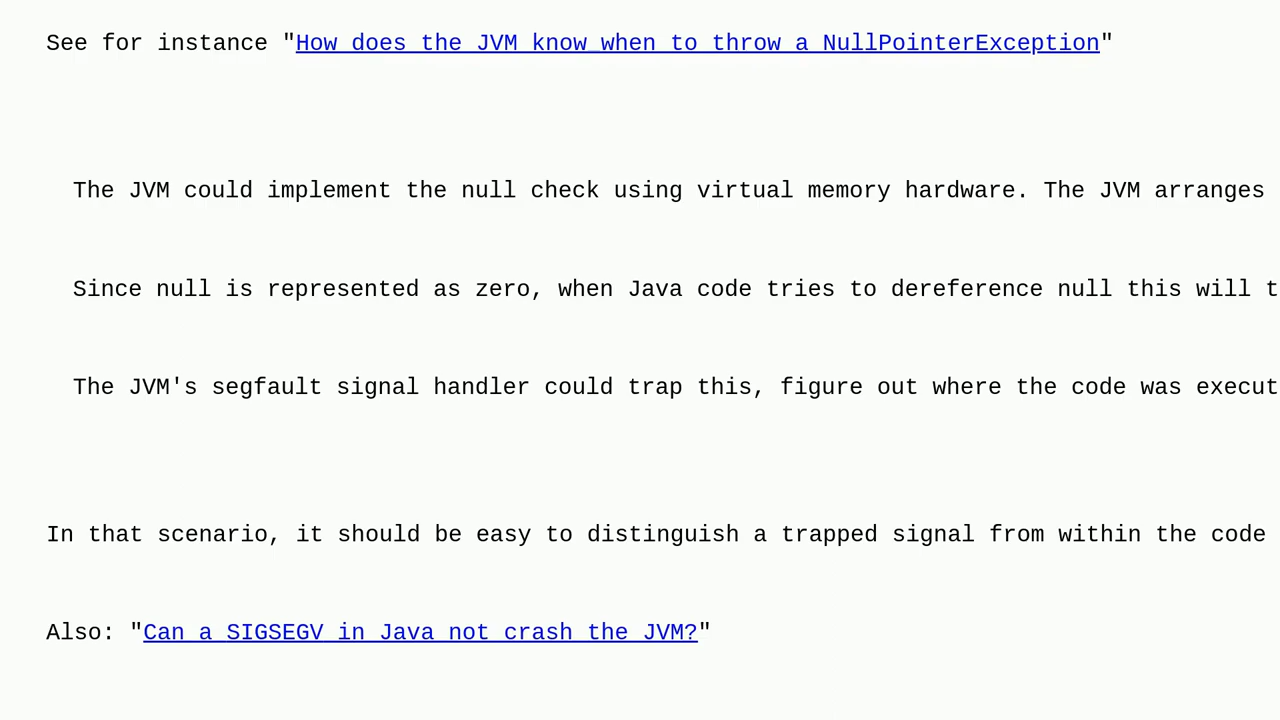 See for instance "How does the JVM know when to throw a NullPointerException"
The JVM could implement the null check using virtual memory hardware. The JVM arranges
Since null is represented as zero, when Java code tries to dereference null this will t
The JVM's segfault signal handler could trap this, figure out where the code was execut
In that scenario, it should be easy to distinguish a trapped signal from within the code
Also: "Can a SIGSEGV in Java not crash the JVM?"